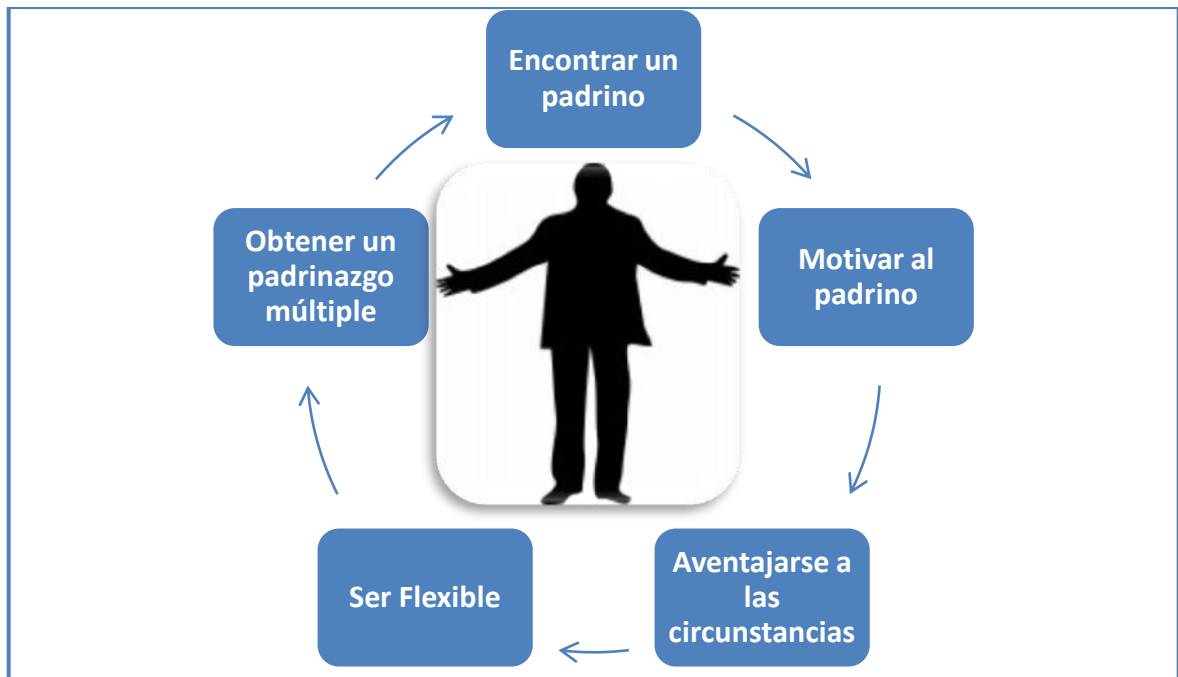 Encontrar un
padrino
Motivar al
padrino
Aventajarse a
las
circunstancias
Ser Flexible
Obtener un
padrinazgo
múltiple